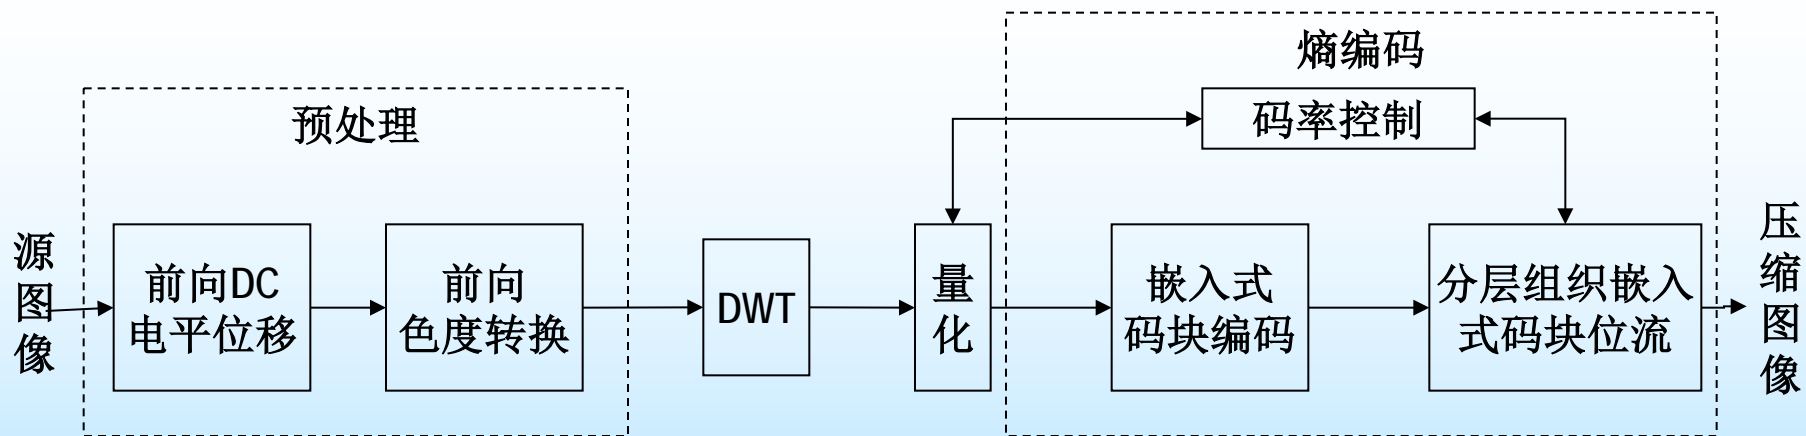 熵编码
码率控制
预处理
源
图
像
前向DC
电平位移
前向
色度转换
DWT
量
化
嵌入式
码块编码
分层组织嵌入
式码块位流
压
缩
图
像